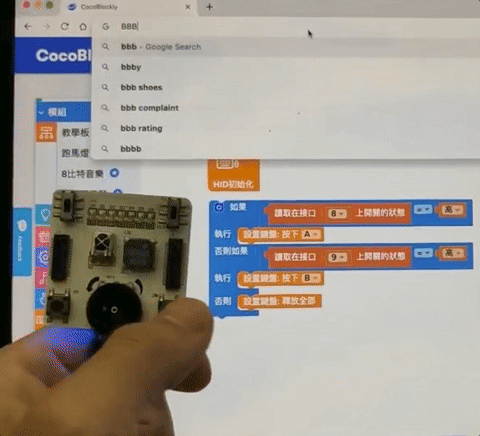 CocoBlockly
BBB
CocoBl
bbb - Google Search
bbby
bbb shoes
bbb complaint
bbb rating
bbbb
模組
教學板
跑馬燈
8比特音樂
Feedback
HID初始化
如果 讀取在接口 8 上開關的狀態 = 高
執行 設置鍵盤: 按下 A
否則如果 讀取在接口 9 上開關的狀態 = 高
執行 設置鍵盤: 按下 B
否則 設置鍵盤: 釋放全部